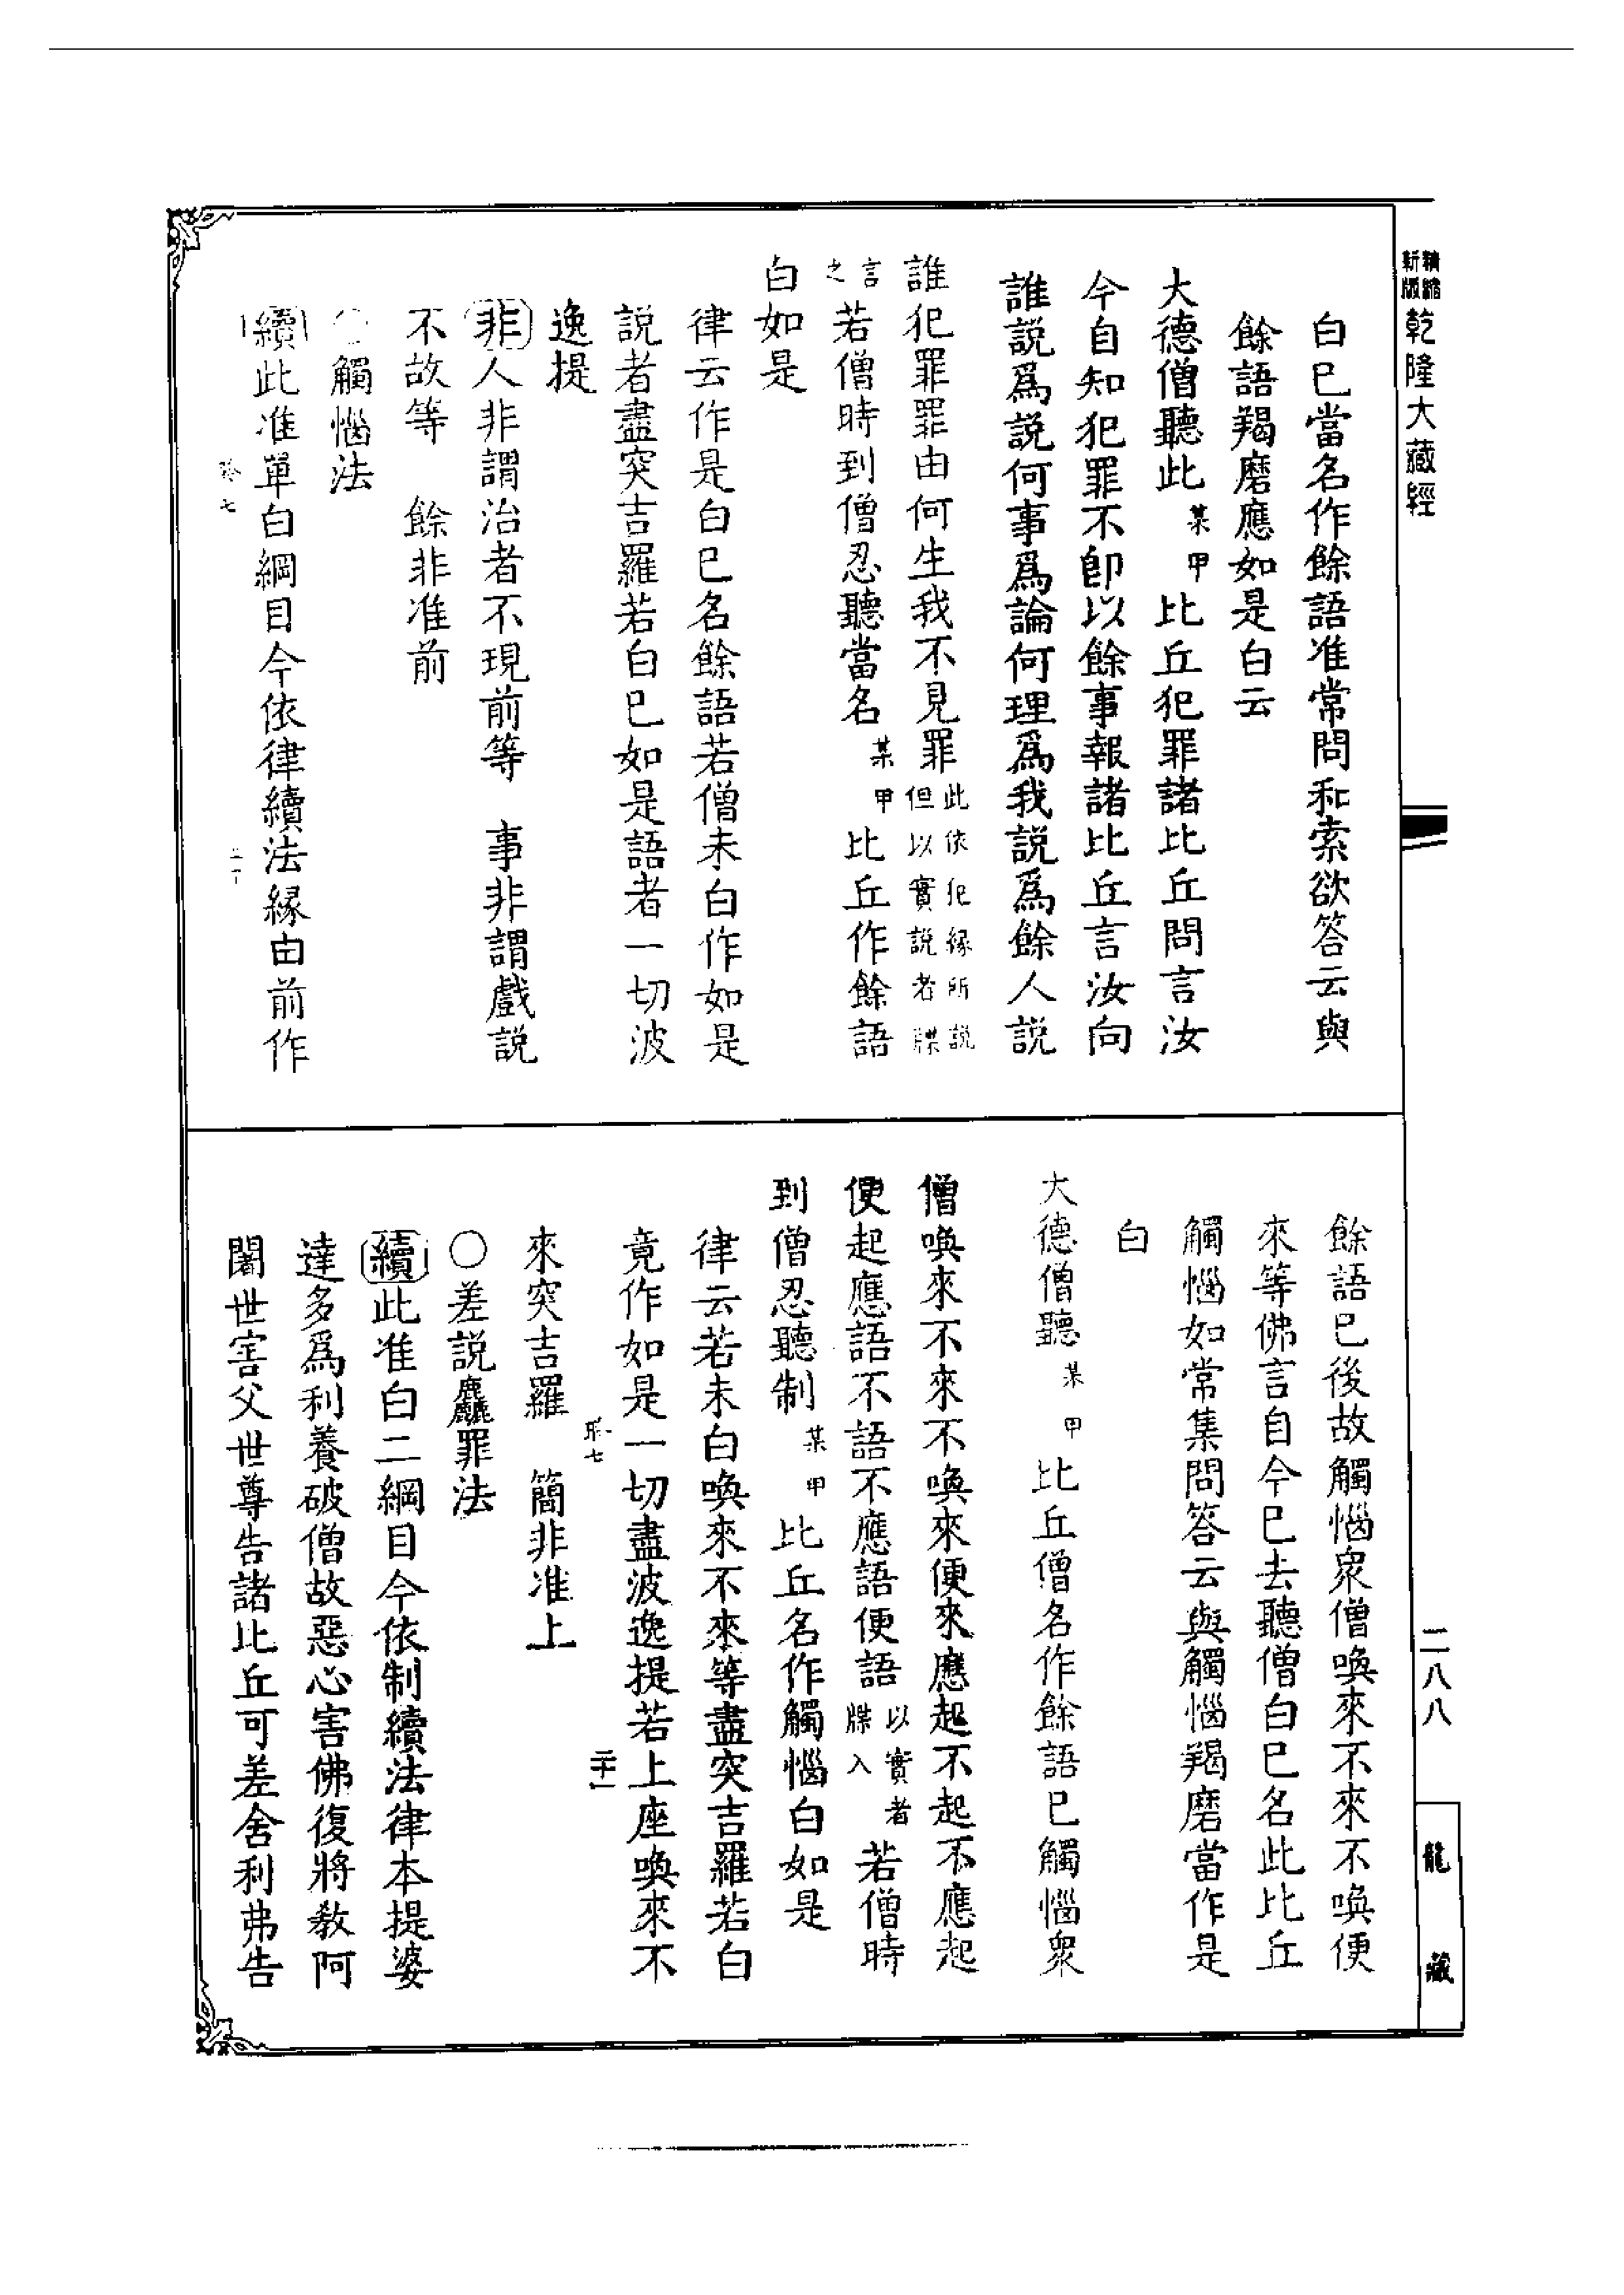 精縮新版乾隆大藏經
白已當名作餘語准常問和索欲答云與
餘語羯磨應如是白云
大德僧聽此某甲比丘犯罪諸比丘問言汝
今自知犯罪不卽以餘事報諸比丘言汝向
誰說爲說何事爲論何理爲我說爲餘人說
誰犯罪罪由何生我不見罪此依犯緣所說但以實說者牒
言之若僧時到僧忍聽當名某甲比丘作餘語
白如是
律云作是白已名餘語若僧未白作如是
說者盡突吉羅若白已如是語者一切波
逸提
非人非謂治者不現前等 事非謂戲說
不故等 餘非准前
○觸惱法
續此准單白綱目今依律續法緣由前作
餘語已後故觸惱衆僧喚來不來不喚便
來等佛言自今已去聽僧白已名此比丘
觸惱如常集問答云與觸惱羯磨當作是
白
大德僧聽某甲比丘僧名作餘語已觸惱衆
僧喚來不來不喚來便來應起不起不應起
便起應語不語不應語便語以實者牒入若僧時
到僧忍聽制某甲比丘名作觸惱白如是
律云若未白喚來不來等盡突吉羅若白
竟作如是一切盡波逸提若上座喚來不
來突吉羅 簡非准上
○差說麤罪法
續此准白二綱目今依制續法律本提婆
達多爲利養破僧故惡心害佛復將教阿
闍世害父世尊告諸比丘可差舍利弗告
二八八
龍藏